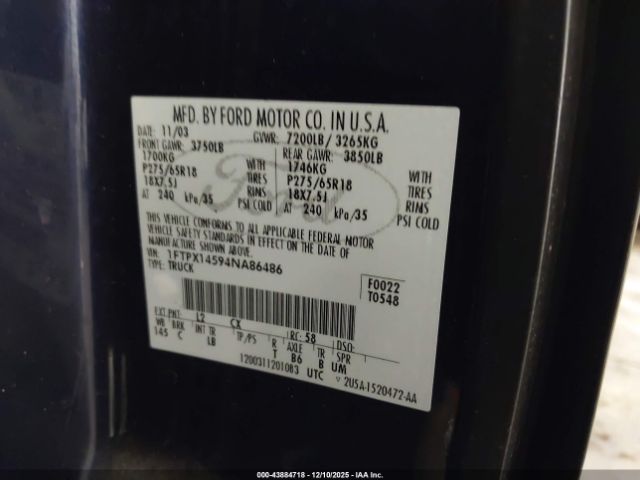 MFD. BY FORD MOTOR CO. IN U.S.A.
DATE: 11/03 GVWR: 7200LB/ 3265KG
FRONT GAWR: 3750LB REAR GAWR: 3850LB
1700KG WITH 1746KG WITH
P275/65R18 TIRES P275/65R18 TIRES
18X7.5J RIMS 18X7.5J RIMS
AT 240 kPa/35 PSI COLD AT 240 kPa/35 PSI COLD
THIS VEHICLE CONFORMS TO ALL APPLICABLE FEDERAL MOTOR
VEHICLE SAFETY STANDARDS IN EFFECT ON THE DATE OF
MANUFACTURE SHOWN ABOVE.
VIN: 1FTPX14594NA86486
TYPE: TRUCK
F0022
T0548
EXT PNT: L2 CX RC: 58 DSO:
WB BRK INT TR TP/PS R AXLE TR SPR
145 C LB T B6 B UM
1200311201083 UTC
V 2U5A-1520472-AA
Ford
000-43884718 - 12/10/2025 - IAA Inc.